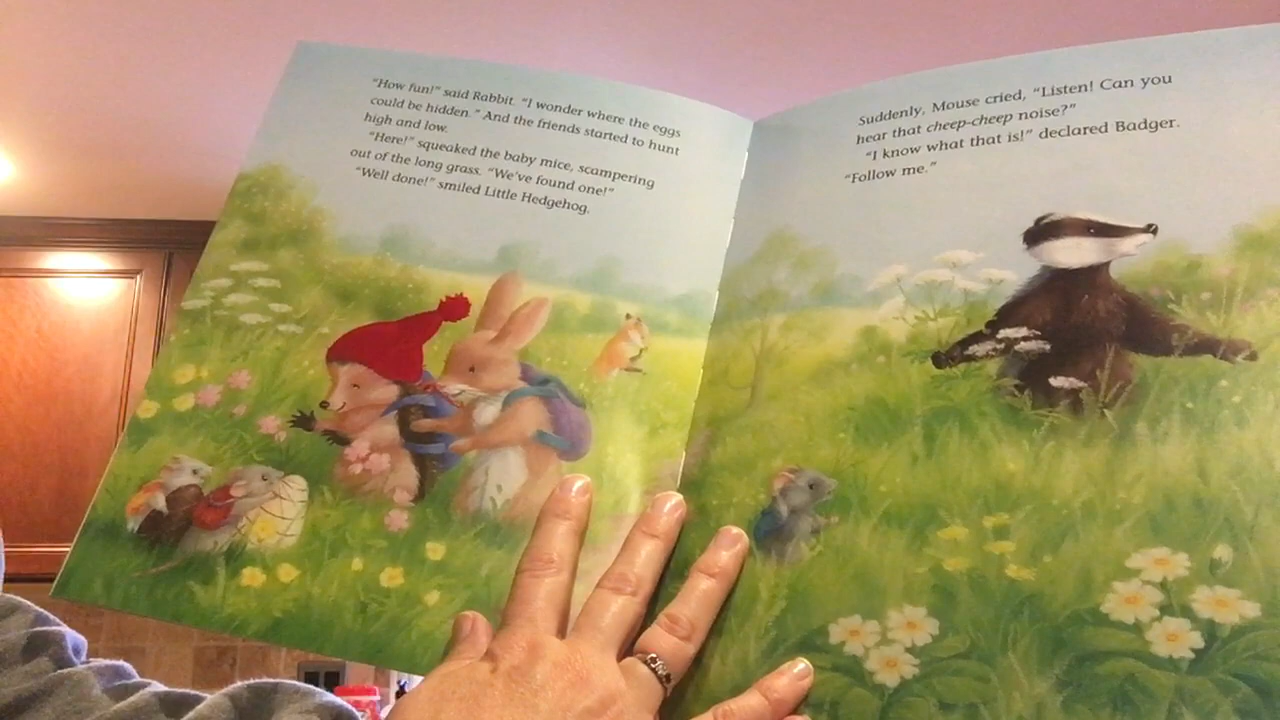 "How fun!" said Rabbit. "I wonder where the eggs
could be hidden." And the friends started to hunt
high and low.
"Here!" squeaked the baby mice, scampering
out of the long grass. "We've found one!"
"Well done!" smiled Little Hedgehog.
Suddenly, Mouse cried, "Listen! Can you
hear that cheep-cheep noise?"
"I know what that is!" declared Badger.
"Follow me."